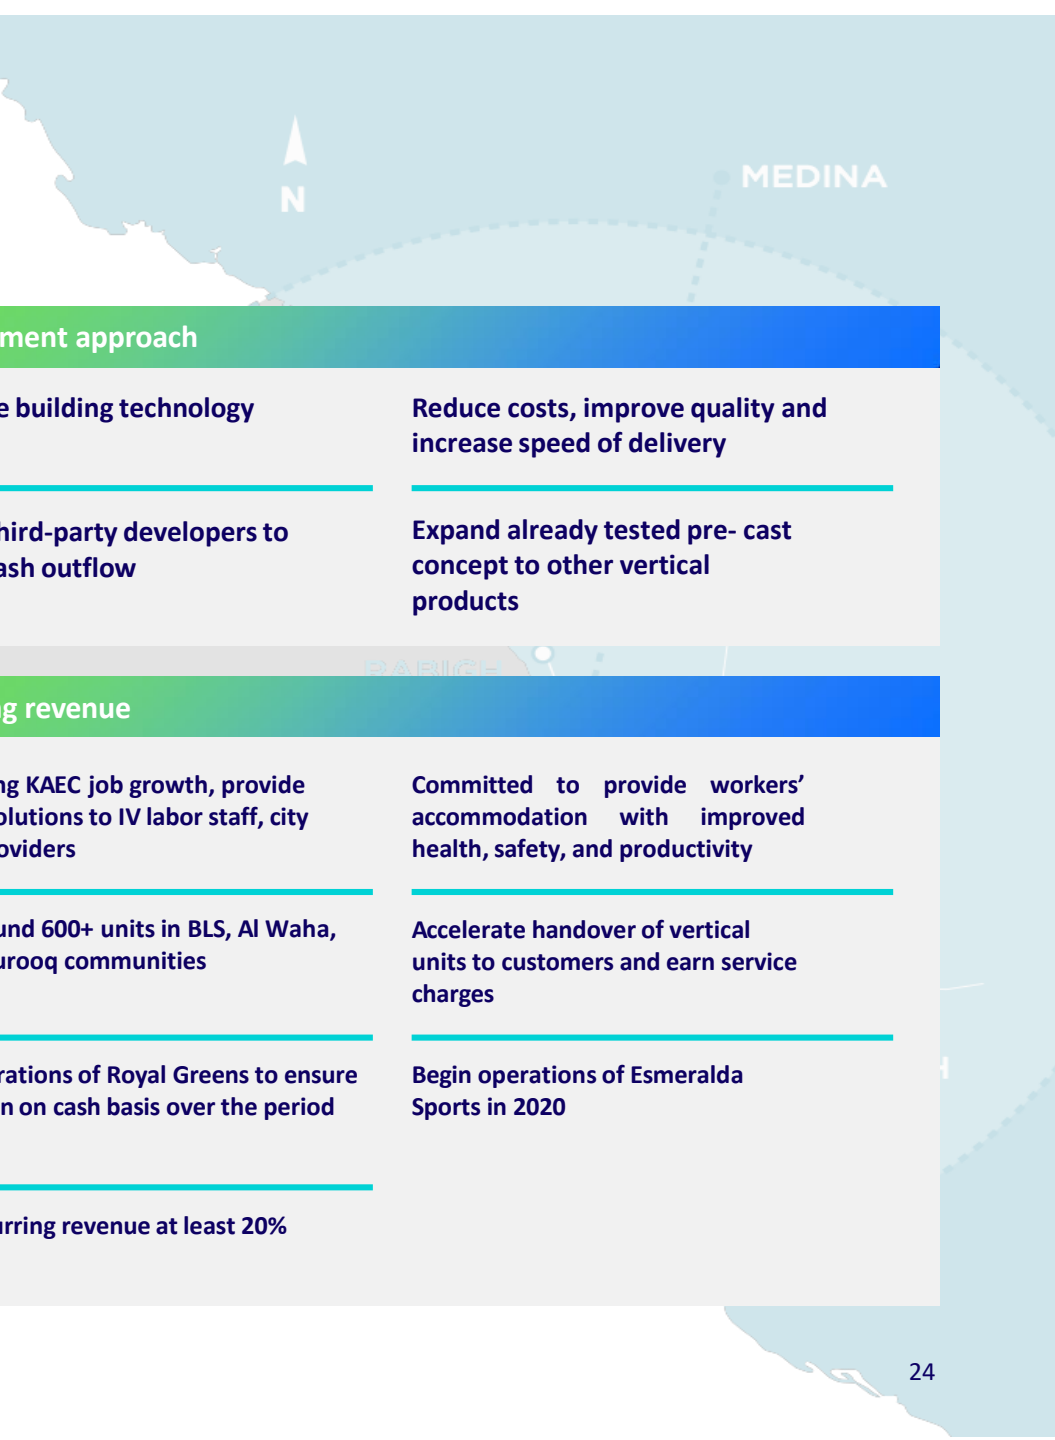 N
MEDINA
ment approach
e building technology
Reduce costs, improve quality and
increase speed of delivery
hird-party developers to
ash outflow
Expand already tested pre- cast
concept to other vertical
products
RABIGH
g revenue
ng KAEC job growth, provide
olutions to IV labor staff, city
oviders
Committed to provide workers’
accommodation with improved
health, safety, and productivity
und 600+ units in BLS, Al Waha,
urooq communities
Accelerate handover of vertical
units to customers and earn service
charges
rations of Royal Greens to ensure
n on cash basis over the period
Begin operations of Esmeralda
Sports in 2020
urring revenue at least 20%
24